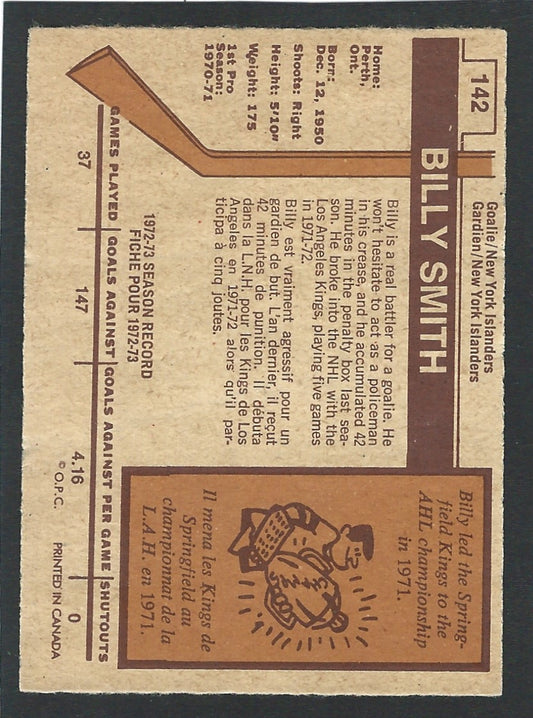 142
Goalie/New York Islanders
Gardien/New York Islanders
BILLY SMITH
Home:
Perth,
Ont.
Born:
Dec. 12, 1950
Shoots: Right
Height: 5'10"
Weight: 175
1st Pro
Season:
1970-71
Billy is a real battler for a goalie. He
won't hesitate to act as a policeman
in his crease, and he accumulated 42
minutes in the penalty box last sea-
son. He broke into the NHL with the
Los Angeles Kings, playing five games
in 1971-72.
Billy est vraiment agressif pour un
gardien de but. L'an dernier, il reçut
42 minutes de punition. Il débuta
dans la L.N.H. pour les Kings de Los
Angeles en 1971-72 alors qu'il par-
ticipa à cinq joutes.
Billy led the Spring-
field Kings to the
AHL championship
in 1971.
Il mena les Kings de
Springfield au
championnat de la
L.A.H. en 1971.
1972-73 SEASON RECORD
FICHE POUR 1972-73
GAMES PLAYED GOALS AGAINST GOALS AGAINST PER GAME SHUTOUTS
37 147 4.16 0
© O.P.C. PRINTED IN CANADA